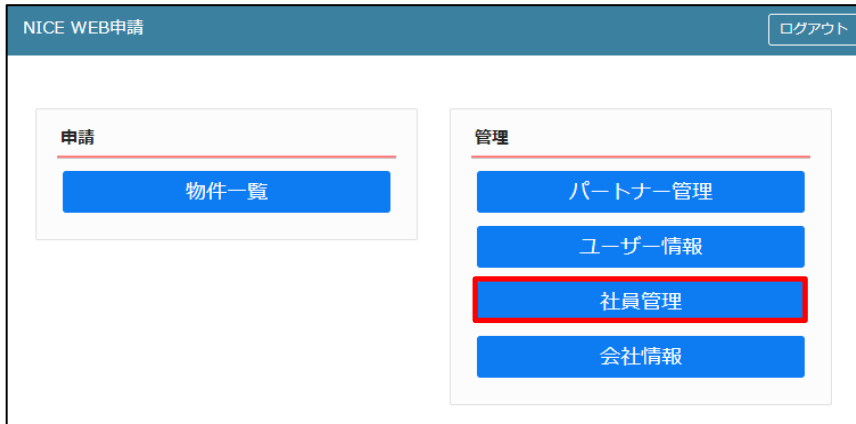 NICE WEB申請
ログアウト
申請
物件一覧
管理
パートナー管理
ユーザー情報
社員管理
会社情報